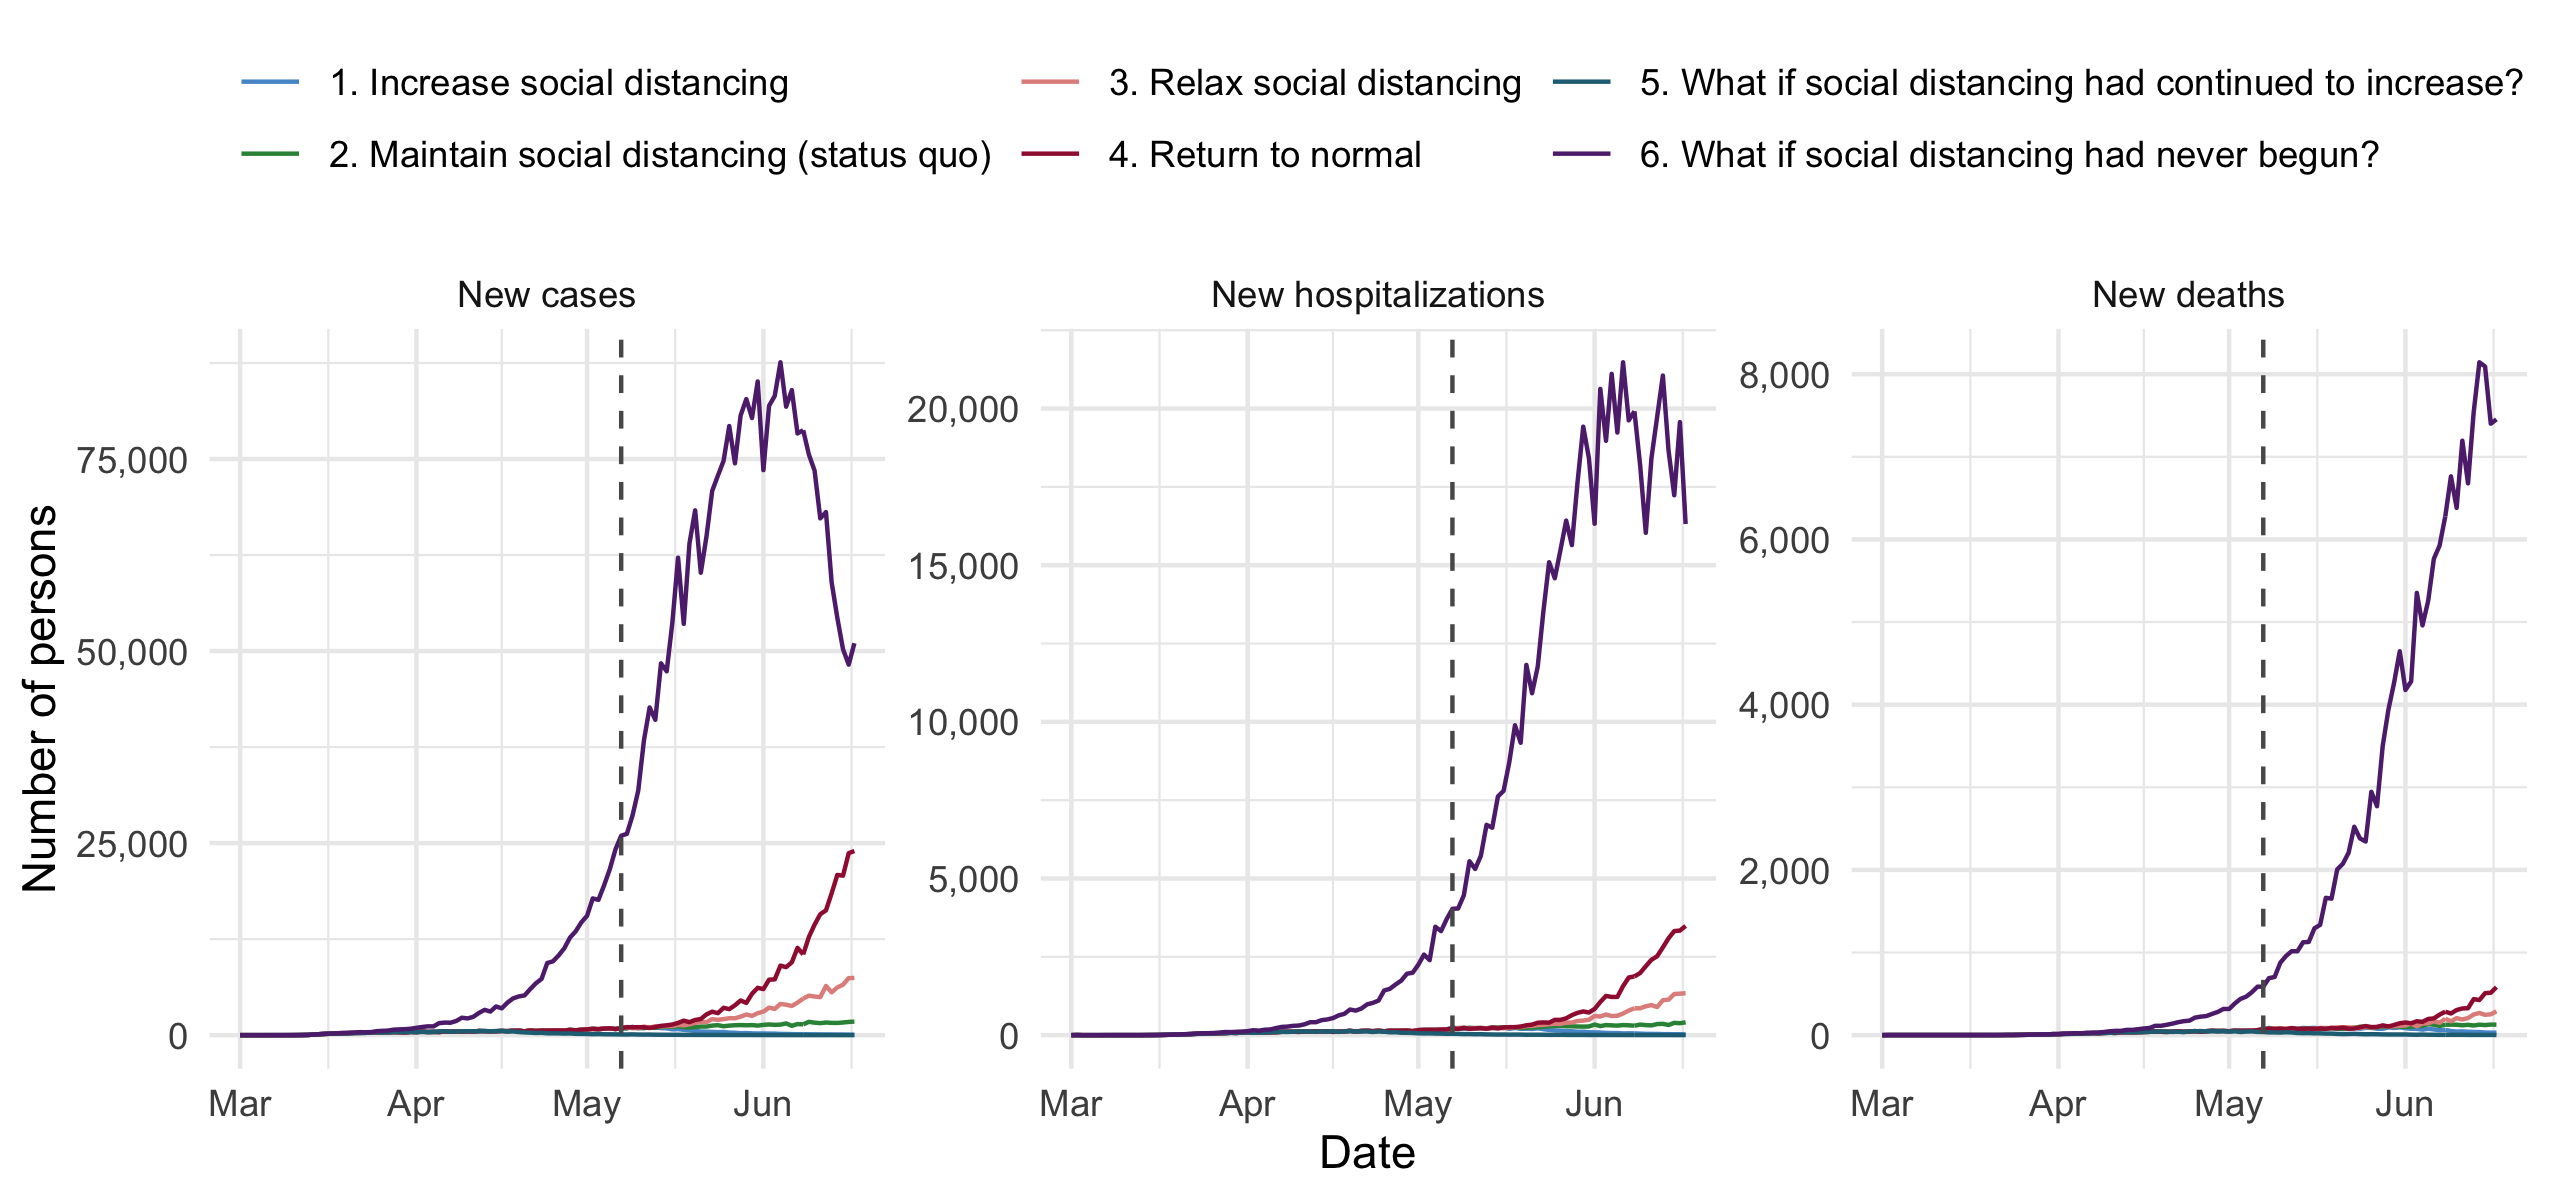 1. Increase social distancing
3. Relax social distancing
5. What if social distancing had continued to increase?
2. Maintain social distancing (status quo)
4. Return to normal
6. What if social distancing had never begun?
New cases
New hospitalizations
New deaths
Number of persons
75,000
50,000
25,000
0
20,000
15,000
10,000
5,000
0
8,000
6,000
4,000
2,000
0
Mar Apr May Jun
Mar Apr May Jun
Mar Apr May Jun
Date